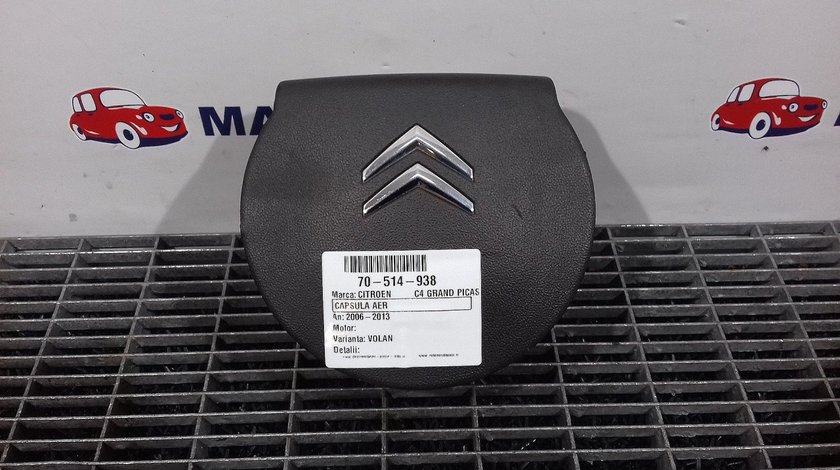 MA
M
70-514-938
Marca: CITROEN C4 GRAND PICAS
CAPSULA AER
An: 2006-2013
Motor:
Varianta: VOLAN
Detalii: